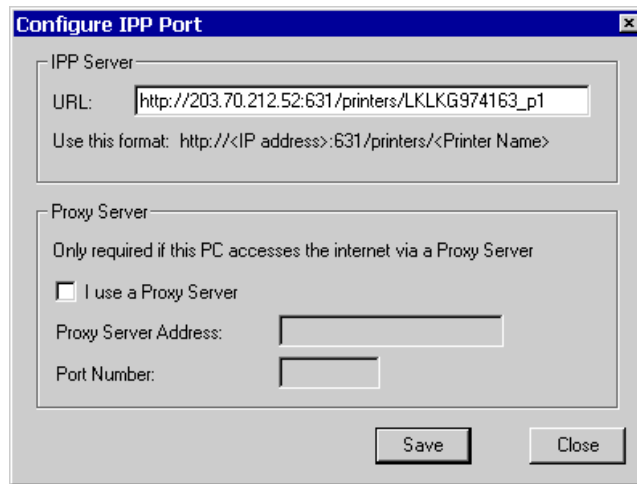 Configure IPP Port
IPP Server
URL: http://203.70.212.52:631/printers/LKLKG974163_p1
Use this format: http://<IP address>:631/printers/<Printer Name>
Proxy Server
Only required if this PC accesses the internet via a Proxy Server
I use a Proxy Server
Proxy Server Address:
Port Number:
Save Close